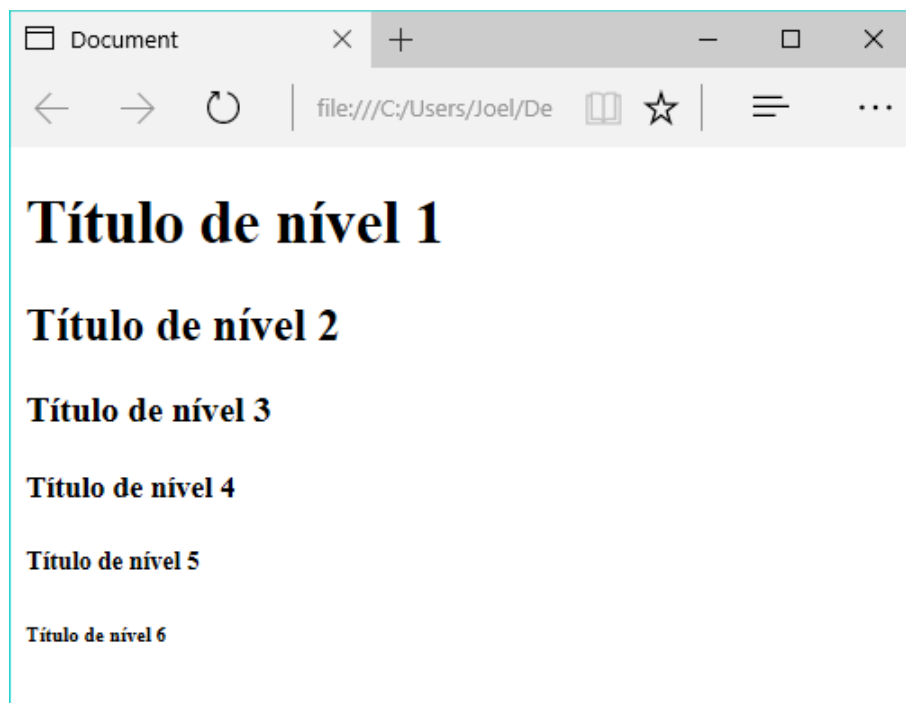 Document
file:///C:/Users/Joel/De
Título de nível 1
Título de nível 2
Título de nível 3
Título de nível 4
Título de nível 5
Título de nível 6